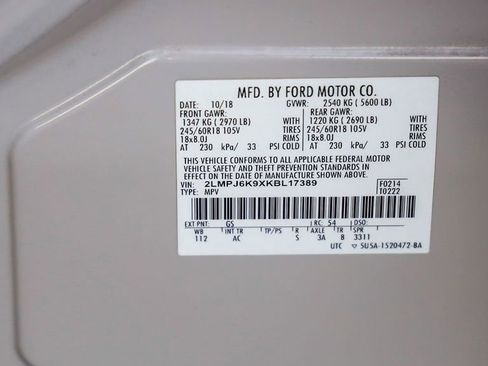 MFD. BY FORD MOTOR CO.
DATE: 10/18 GVWR: 2540 KG (5600 LB)
FRONT GAWR: REAR GAWR:
1347 KG (2970 LB) WITH 1220 KG (2690 LB) WITH
245/60R18 105V TIRES 245/60R18 105V TIRES
18x8.0J RIMS 18x8.0J RIMS
AT 230 kPa/ 33 PSI COLD AT 230 kPa/ 33 PSI COLD
THIS VEHICLE CONFORMS TO ALL APPLICABLE FEDERAL MOTOR
VEHICLE SAFETY AND THEFT PREVENTION STANDARDS IN
EFFECT ON THE DATE OF MANUFACTURE SHOWN ABOVE.
VIN: 2LMPJ6K9XKBL17389 F0214
TYPE: MPV T0222
EXT PNT: GS RC: 54 DSO:
WB INT TR TP/PS R AXLE TR SPR
112 AC S 3A 8 3311
UTC ▽ 5U5A-1520472-BA